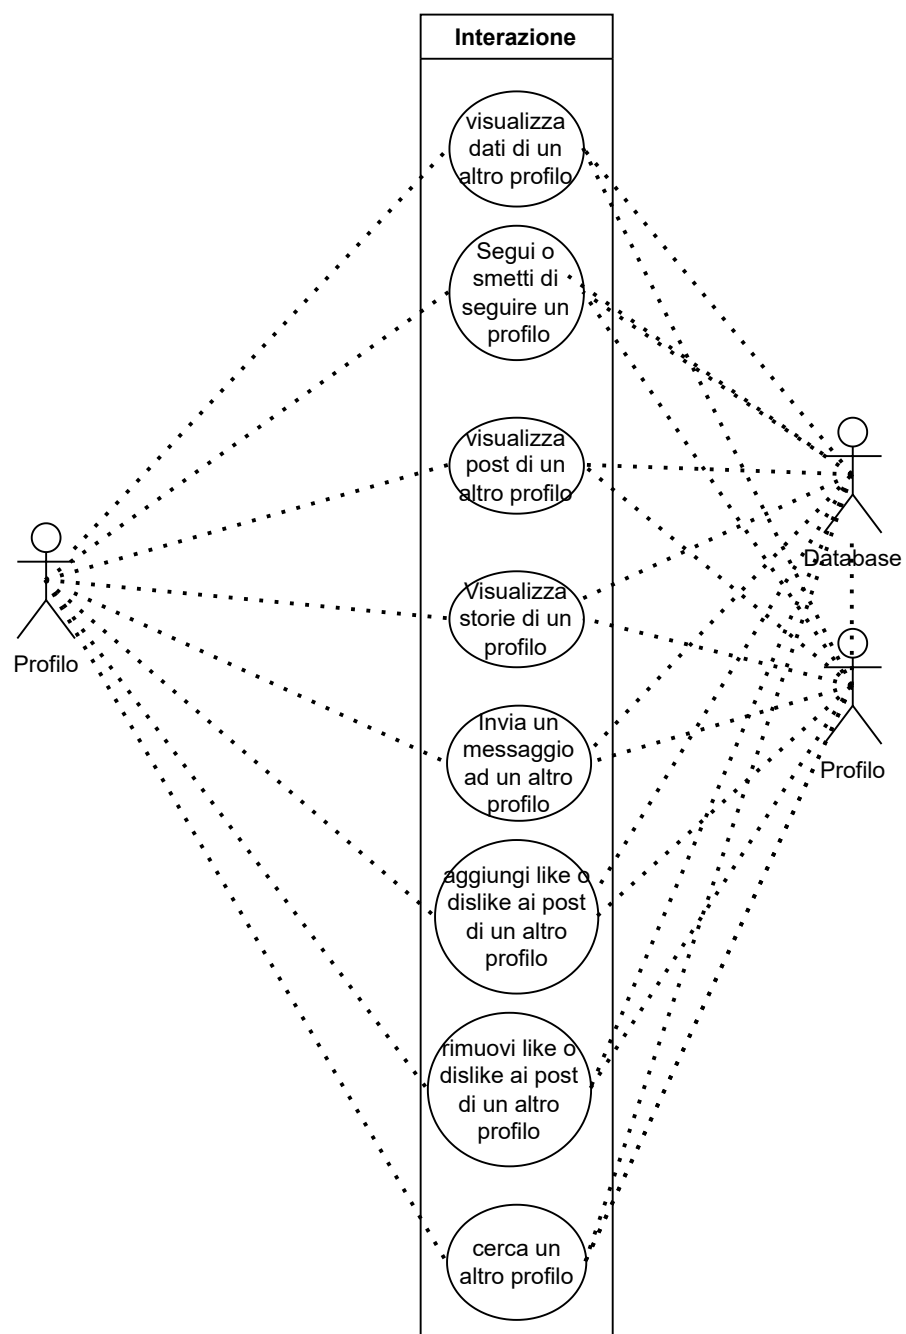 Interazione
visualizza
dati di un
altro profilo
Segui o
smetti di
seguire un
profilo
visualizza
post di un
altro profilo
Visualizza
storie di un
profilo
Invia un
messaggio
ad un altro
profilo
aggiungi like o
dislike ai post
di un altro
profilo
rimuovi like o
dislike ai post
di un altro
profilo
cerca un
altro profilo
Profilo
Database
Profilo